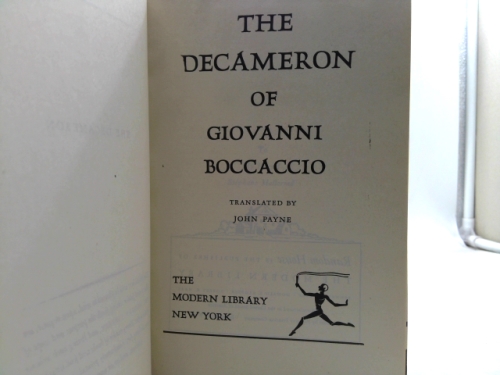 THE
DECAMERON
OF
GIOVANNI
BOCCACCIO
TRANSLATED BY
JOHN PAYNE
THE
MODERN LIBRARY
NEW YORK